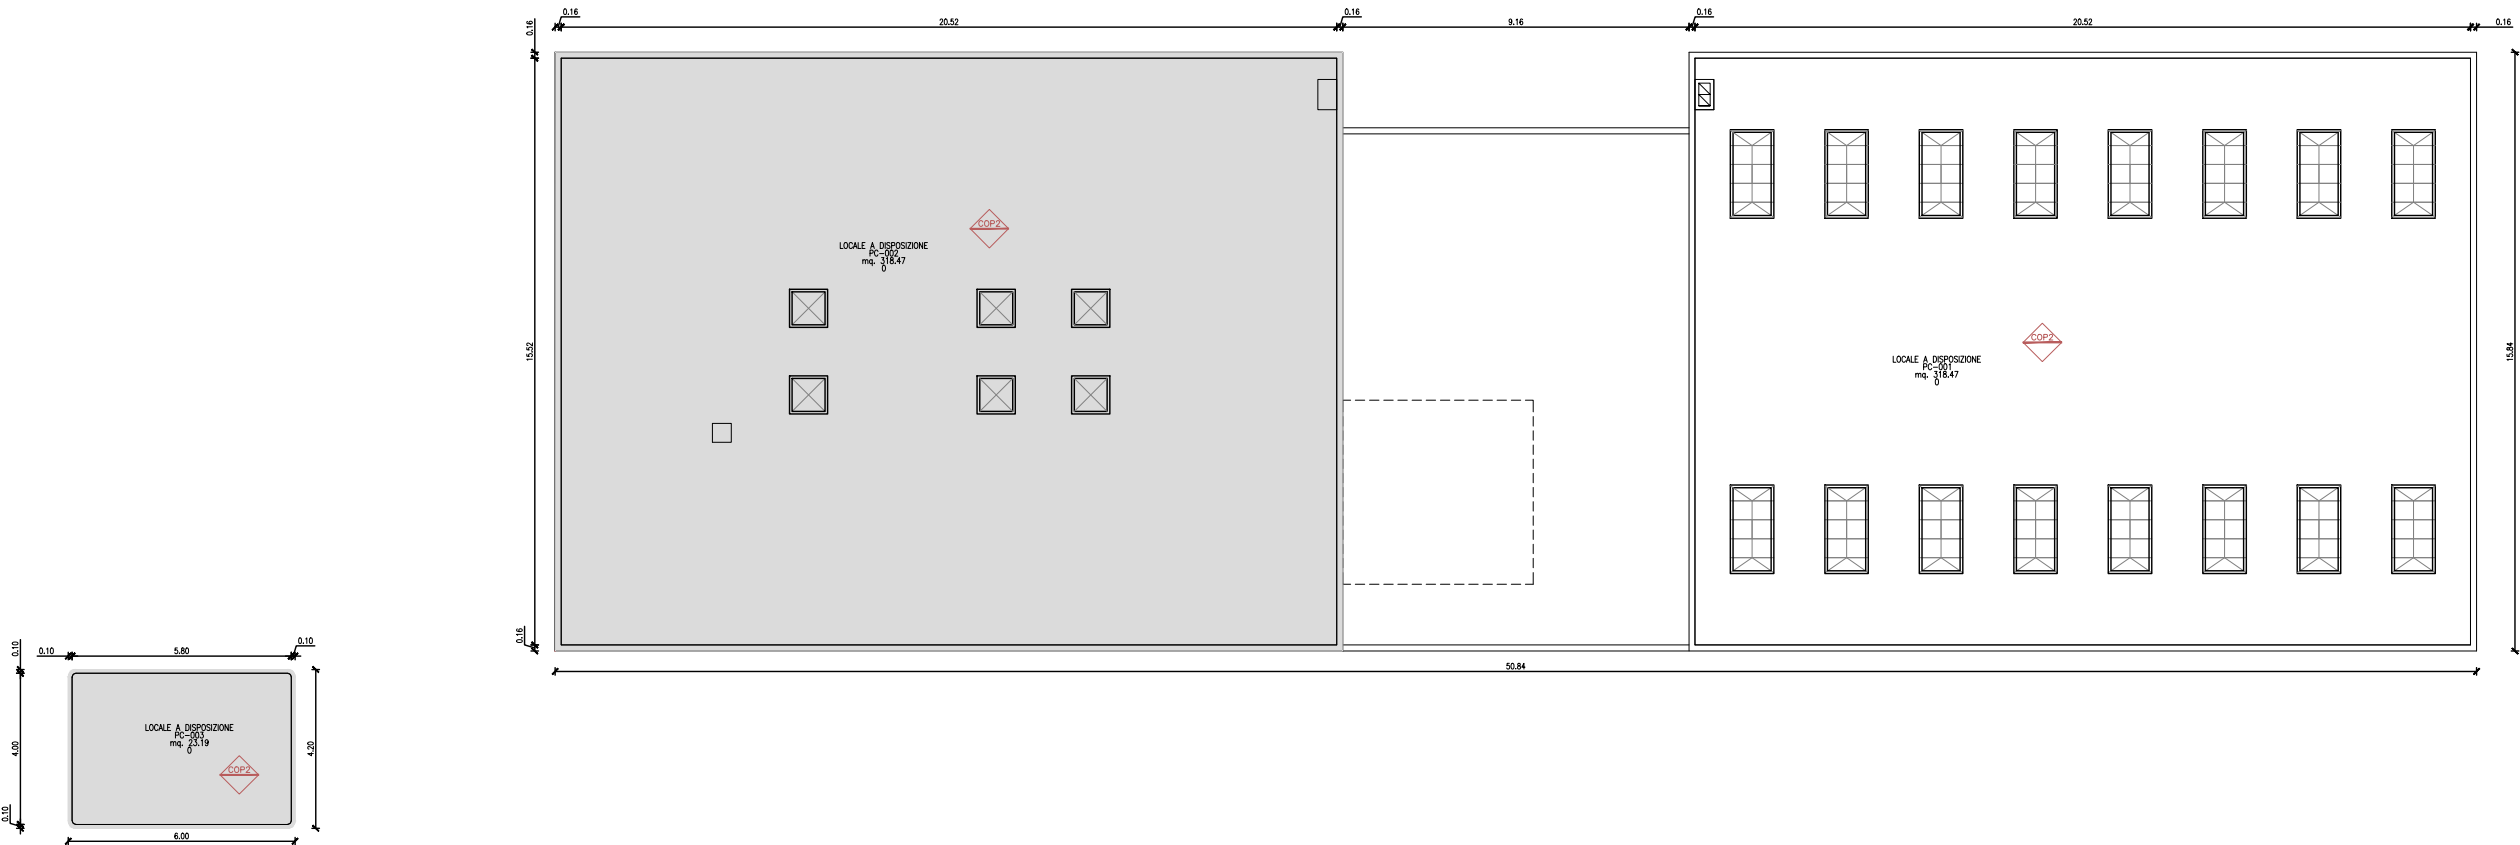 0.16
20.52
0.16
9.16
0.16
20.52
0.16
0.16
COP2
LOCALE A DISPOSIZIONE
PC-002
mq. 318.47
0
15.52
COP2
LOCALE A DISPOSIZIONE
PC-001
mq. 318.47
0
15.84
0.16
50.84
0.10
0.10
5.80
0.10
LOCALE A DISPOSIZIONE
PC-003
mq. 23.19
0
COP2
4.00
4.20
0.10
6.00